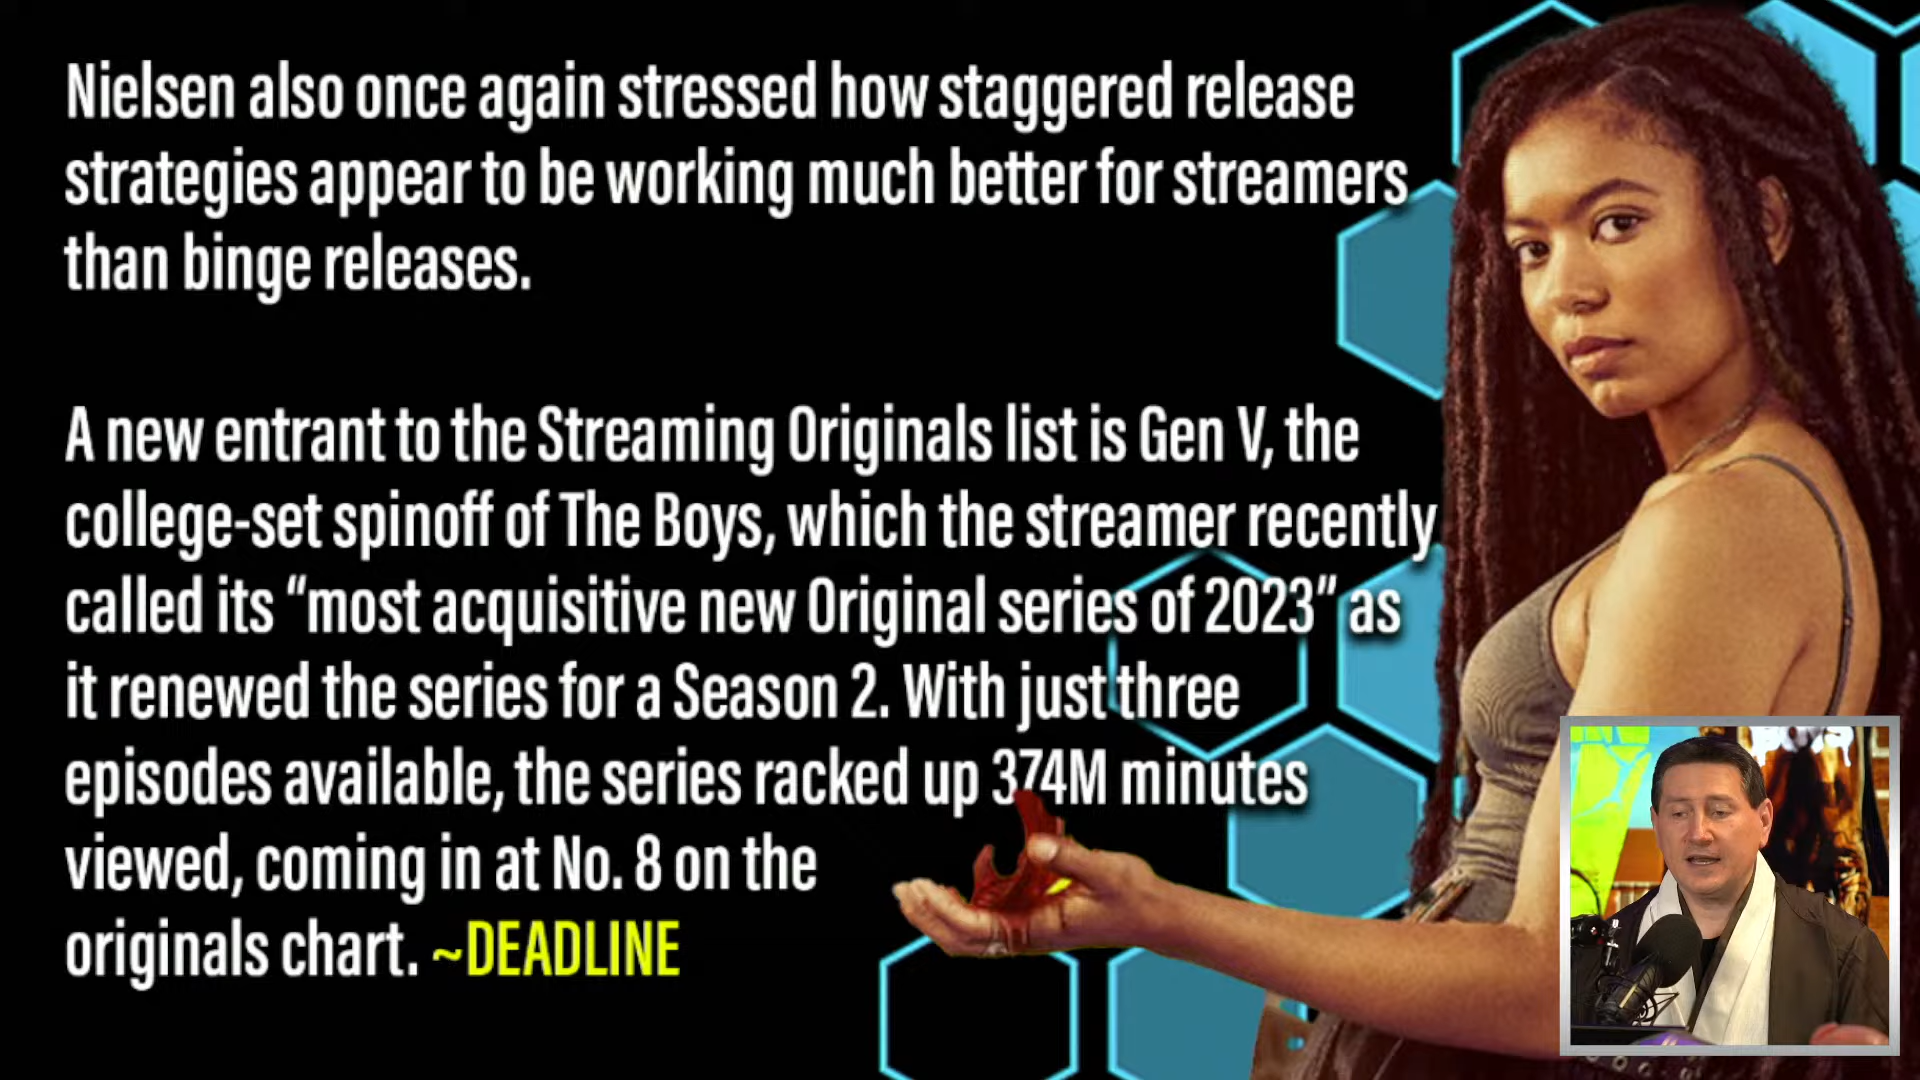 Nielsen also once again stressed how staggered release
strategies appear to be working much better for streamers
than binge releases.
A new entrant to the Streaming Originals list is Gen V, the
college-set spinoff of The Boys, which the streamer recently
called its “most acquisitive new Original series of 2023” as
it renewed the series for a Season 2. With just three
episodes available, the series racked up 374M minutes
viewed, coming in at No. 8 on the
originals chart. ~DEADLINE